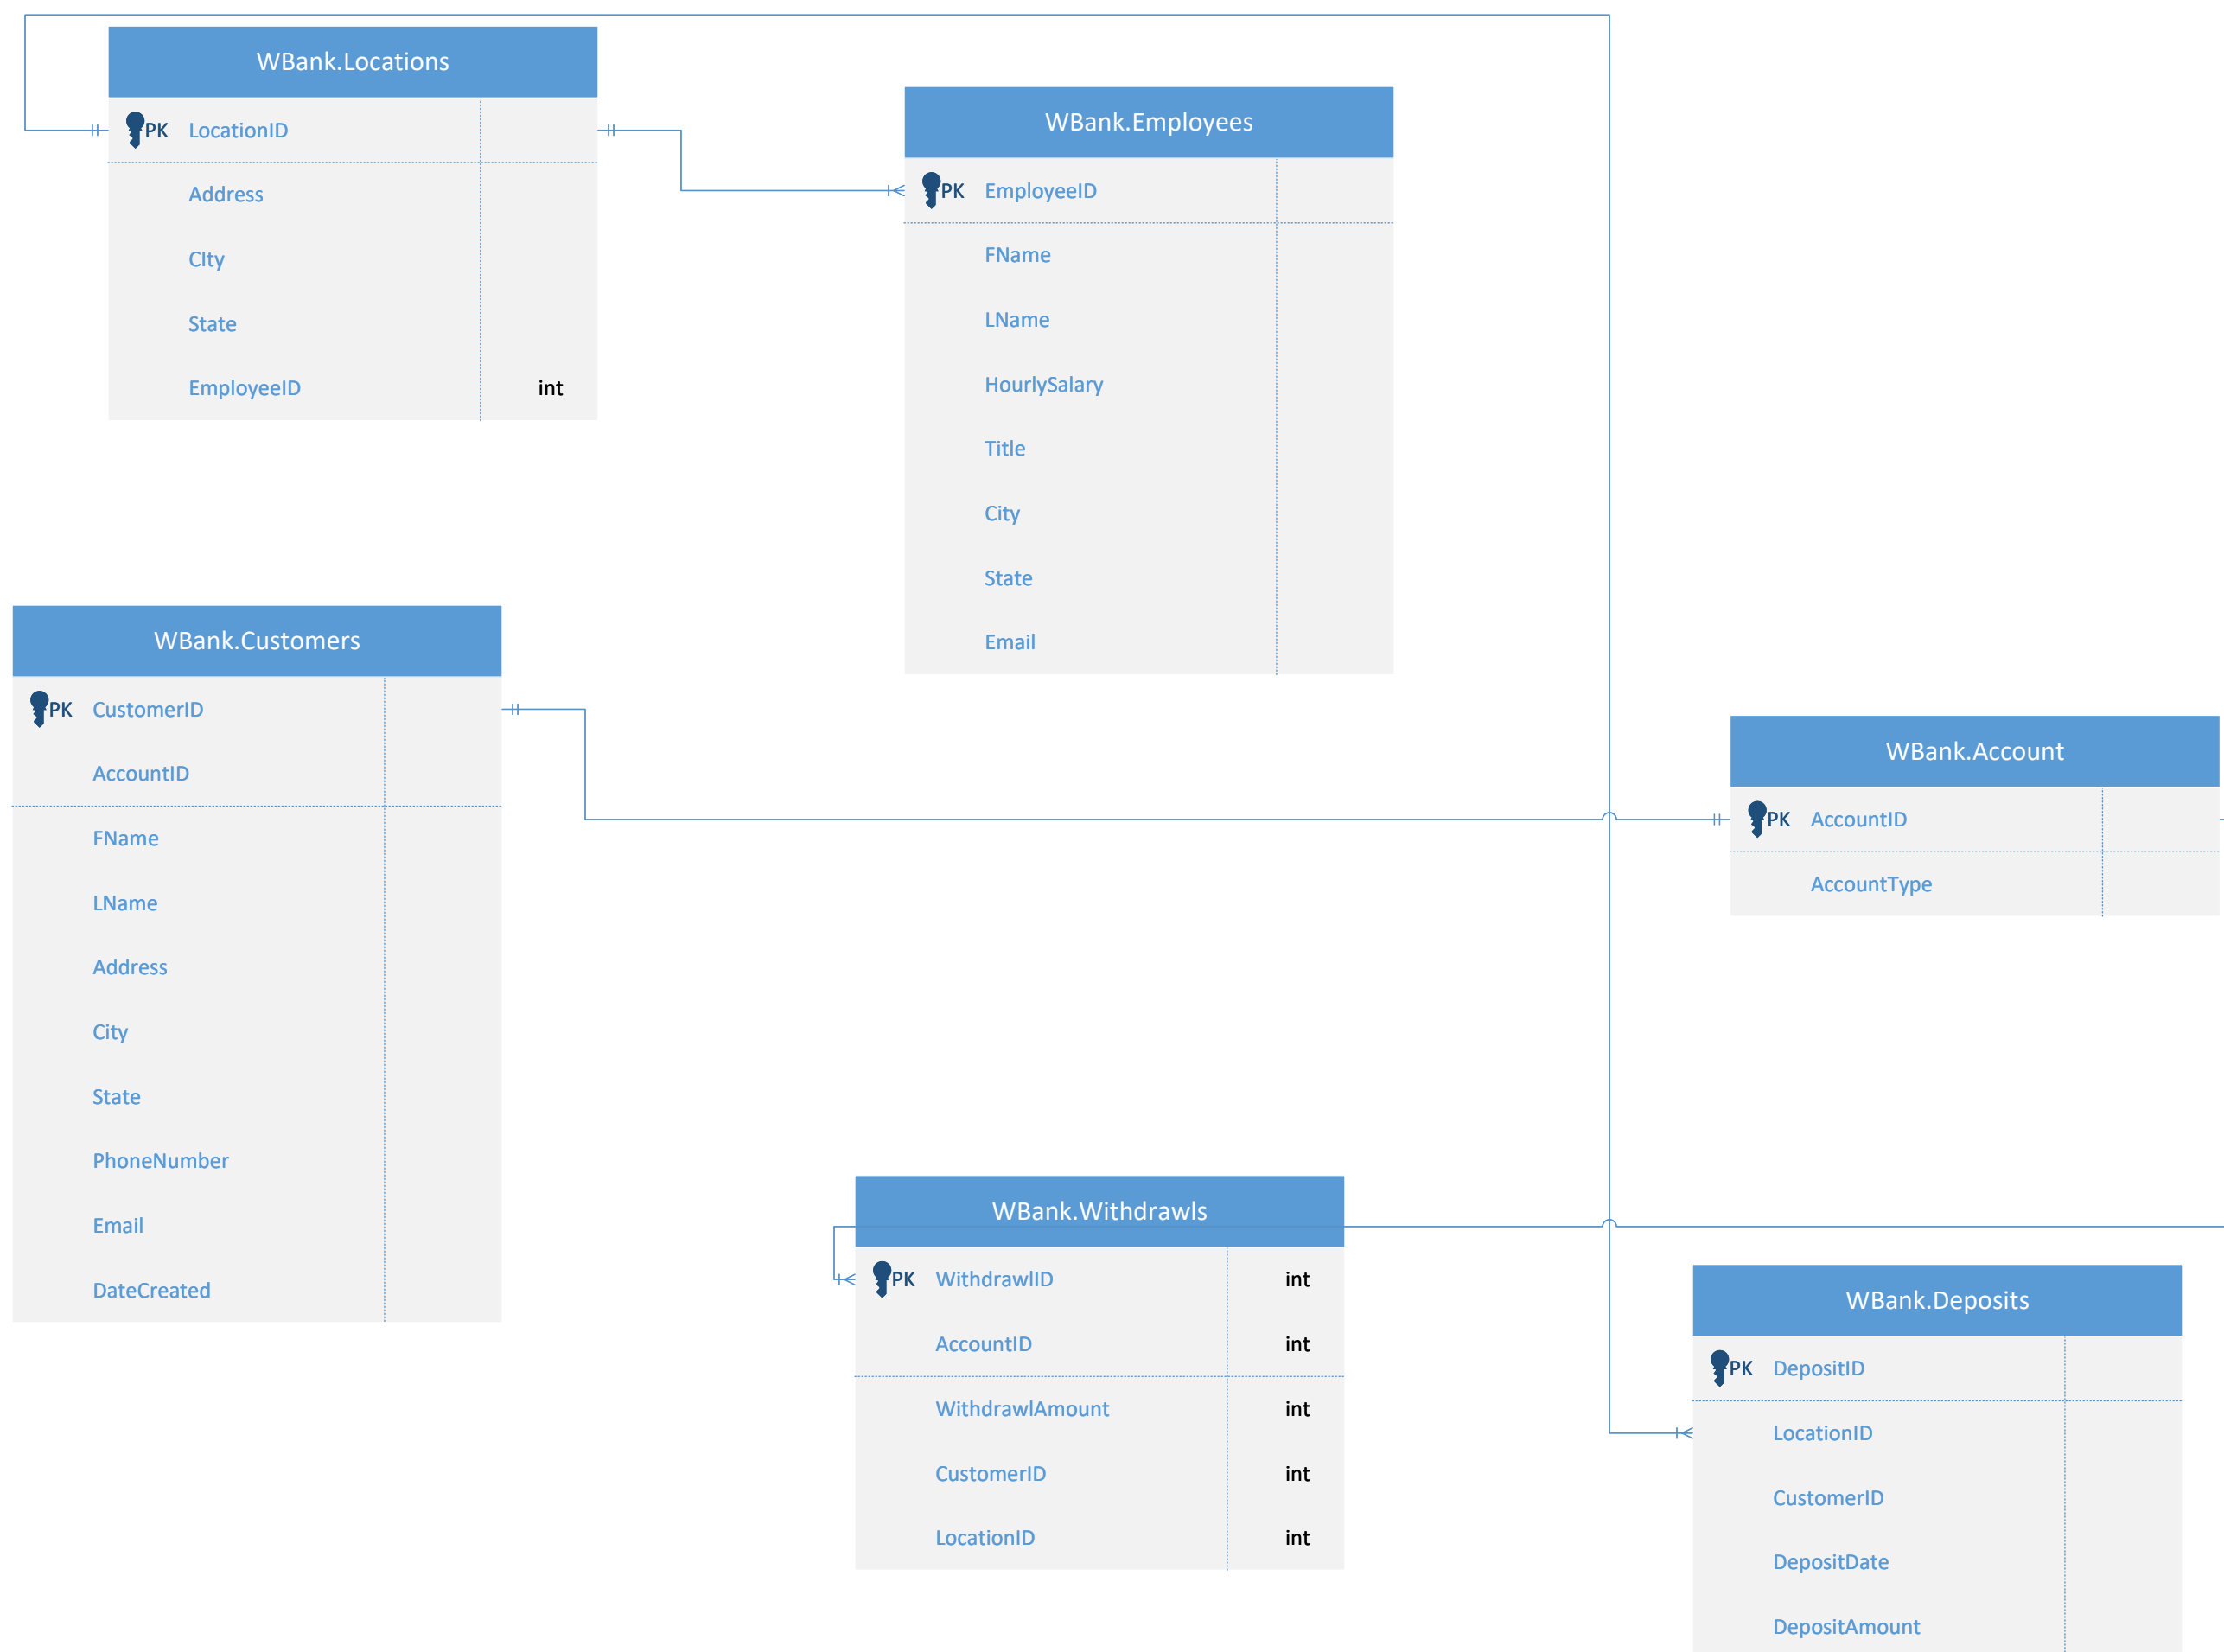 WBank.Locations
PK LocationID
Address
CIty
State
EmployeeID int
WBank.Employees
PK EmployeeID
FName
LName
HourlySalary
Title
City
State
Email
WBank.Customers
PK CustomerID
AccountID
FName
LName
Address
City
State
PhoneNumber
Email
DateCreated
WBank.Account
PK AccountID
AccountType
WBank.Withdrawls
PK WithdrawlID int
AccountID int
WithdrawlAmount int
CustomerID int
LocationID int
WBank.Deposits
PK DepositID
LocationID
CustomerID
DepositDate
DepositAmount